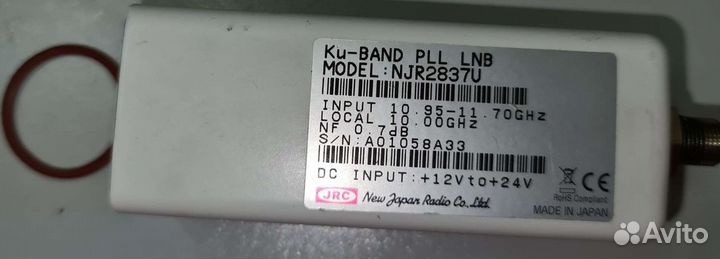 Ku-BAND PLL LNB
MODEL:NJR2837U
INPUT 10.95-11.70GHz
LOCAL 10.00GHz
NF 0.7dB
S/N:A01058A33
DC INPUT:+12Vto+24V
JRC New Japan Radio Co.,Ltd.
CE
RoHS Compliant
MADE IN JAPAN
Avito